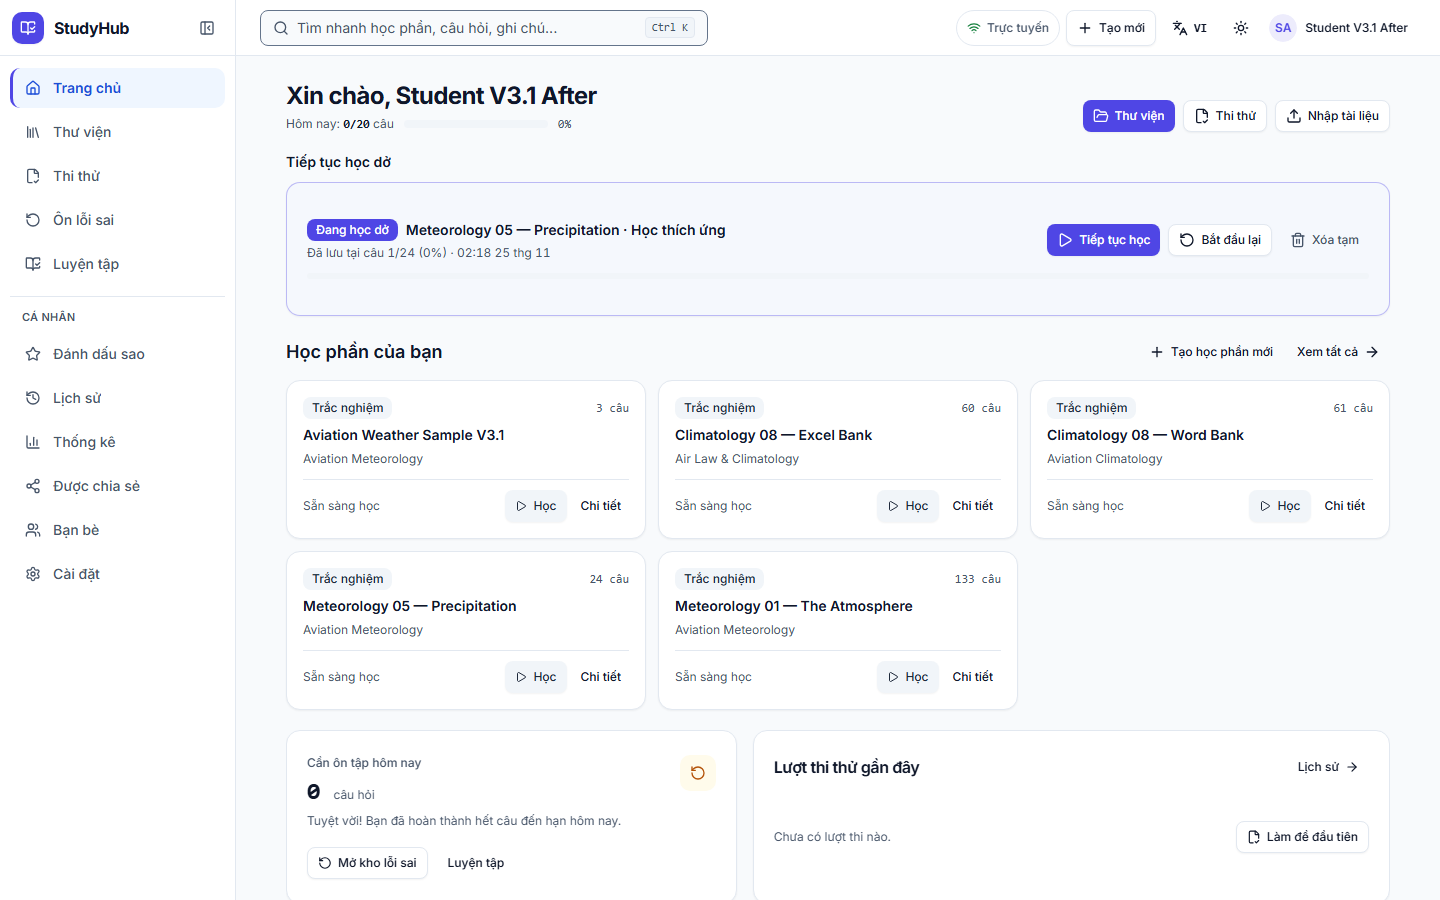 StudyHub
Tìm nhanh học phần, câu hỏi, ghi chú...
Ctrl K
Trực tuyến
Tạo mới
VI
SA
Student V3.1 After
Trang chủ
Thư viện
Thi thử
Ôn lỗi sai
Luyện tập
CÁ NHÂN
Đánh dấu sao
Lịch sử
Thống kê
Được chia sẻ
Bạn bè
Cài đặt
Xin chào, Student V3.1 After
Hôm nay: 0/20 câu 0%
Thư viện
Thi thử
Nhập tài liệu
Tiếp tục học dở
Đang học dở Meteorology 05 — Precipitation · Học thích ứng
Đã lưu tại câu 1/24 (0%) · 02:18 25 thg 11
Tiếp tục học
Bắt đầu lại
Xóa tạm
Học phần của bạn
Tạo học phần mới
Xem tất cả
Trắc nghiệm 3 câu
Aviation Weather Sample V3.1
Aviation Meteorology
Sẵn sàng học Học Chi tiết
Trắc nghiệm 60 câu
Climatology 08 — Excel Bank
Air Law & Climatology
Sẵn sàng học Học Chi tiết
Trắc nghiệm 61 câu
Climatology 08 — Word Bank
Aviation Climatology
Sẵn sàng học Học Chi tiết
Trắc nghiệm 24 câu
Meteorology 05 — Precipitation
Aviation Meteorology
Sẵn sàng học Học Chi tiết
Trắc nghiệm 133 câu
Meteorology 01 — The Atmosphere
Aviation Meteorology
Sẵn sàng học Học Chi tiết
Cần ôn tập hôm nay
0 câu hỏi
Tuyệt vời! Bạn đã hoàn thành hết câu đến hạn hôm nay.
Mở kho lỗi sai
Luyện tập
Lượt thi thử gần đây
Lịch sử
Chưa có lượt thi nào.
Làm đề đầu tiên